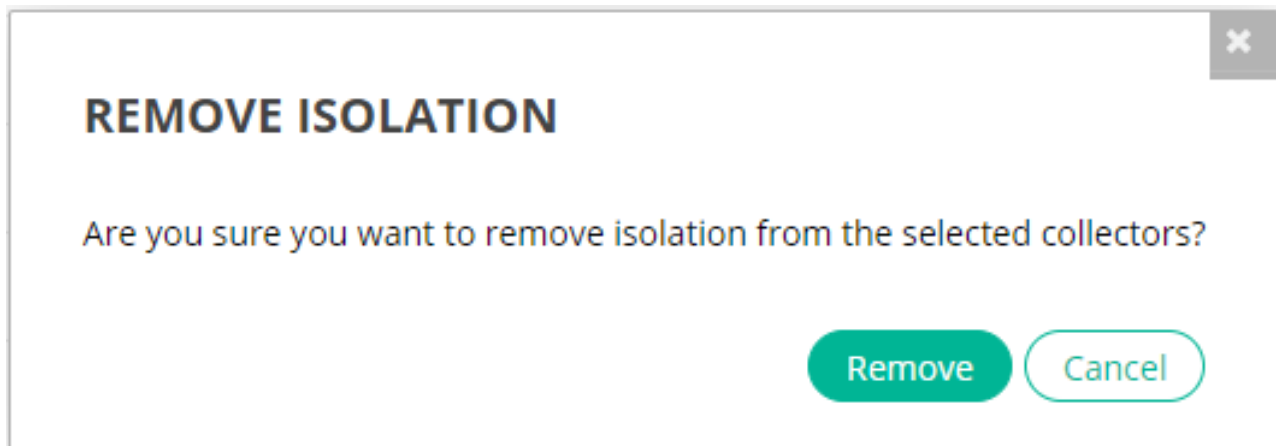 REMOVE ISOLATION
Are you sure you want to remove isolation from the selected collectors?
Remove Cancel